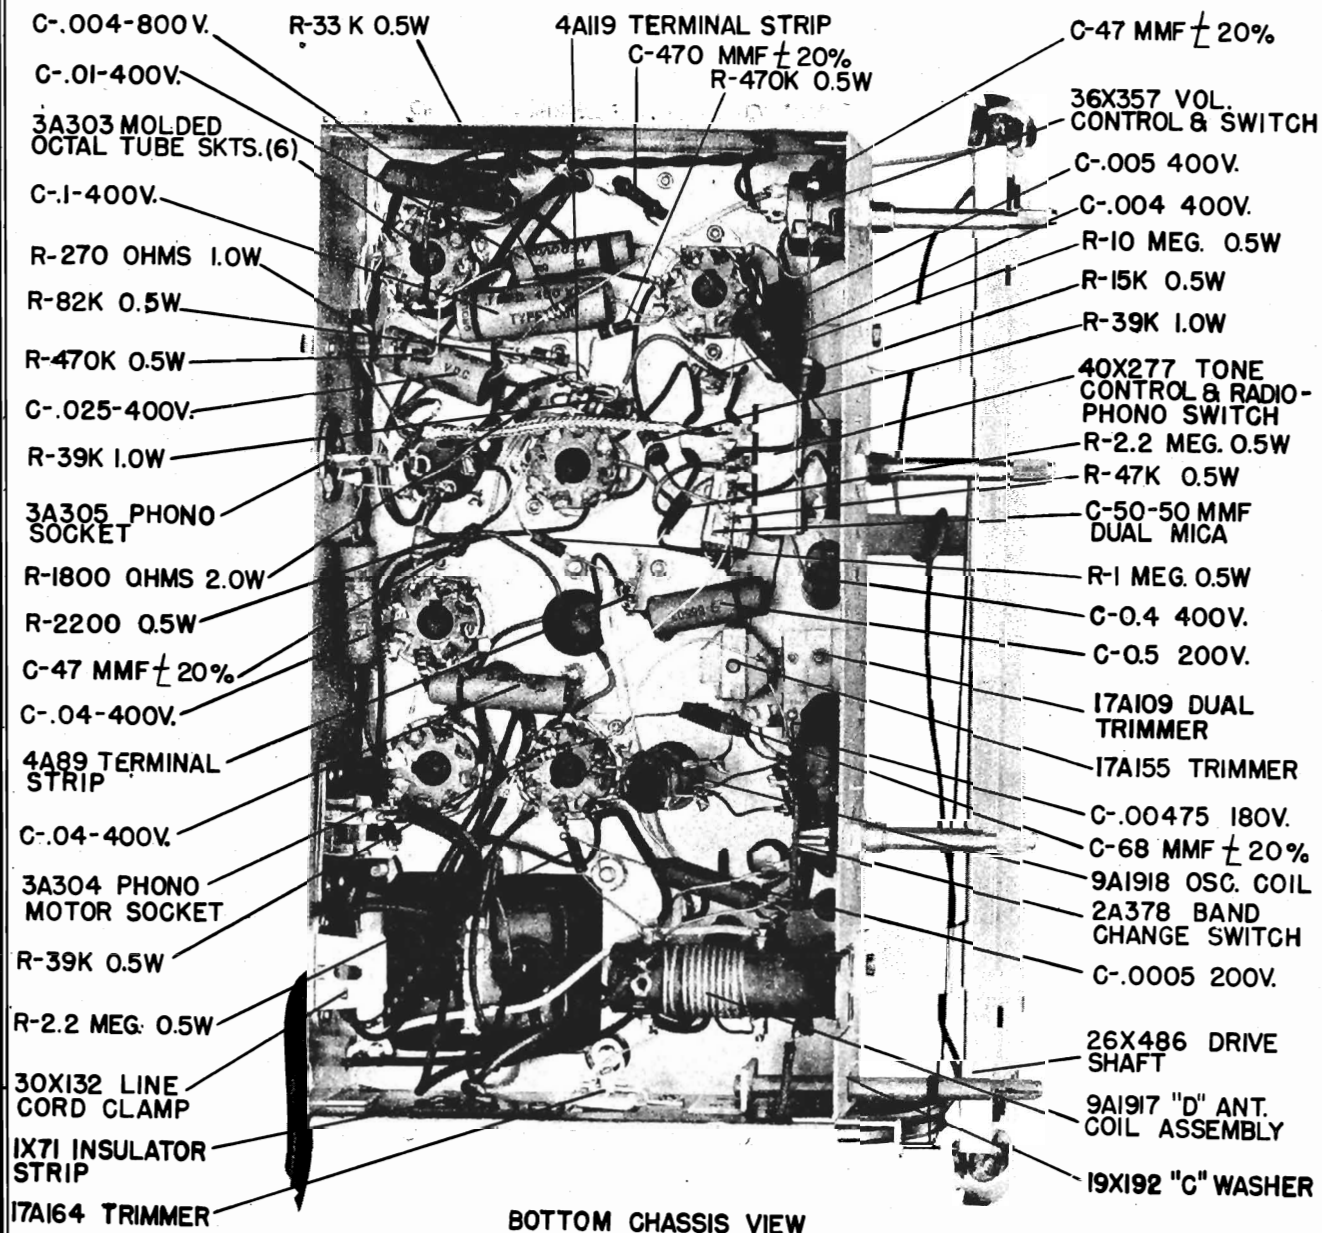 C-.004-800V.
R-33 K 0.5W
4A119 TERMINAL STRIP
C-470 MMF ± 20%
R-470K 0.5W
C-47 MMF ± 20%
C-.01-400V.
3A303 MOLDED
OCTAL TUBE SKTS.(6)
C-.1-400V.
R-270 OHMS 1.0W
R-82K 0.5W
R-470K 0.5W
C-.025-400V.
R-39K 1.0W
3A305 PHONO
SOCKET
R-1800 OHMS 2.0W
R-2200 0.5W
C-47 MMF ± 20%
C-.04-400V.
4A89 TERMINAL
STRIP
C-.04-400V.
3A304 PHONO
MOTOR SOCKET
R-39K 0.5W
R-2.2 MEG. 0.5W
30X132 LINE
CORD CLAMP
1X71 INSULATOR
STRIP
17A164 TRIMMER
36X357 VOL.
CONTROL & SWITCH
C-.005 400V.
C-.004 400V.
R-10 MEG. 0.5W
R-15K 0.5W
R-39K 1.0W
40X277 TONE
CONTROL & RADIO-
PHONO SWITCH
R-2.2 MEG. 0.5W
R-47K 0.5W
C-50-50 MMF
DUAL MICA
R-1 MEG. 0.5W
C-0.4 400V.
C-0.5 200V.
17A109 DUAL
TRIMMER
17A155 TRIMMER
C-.00475 180V.
C-68 MMF ± 20%
9A1918 OSC. COIL
2A378 BAND
CHANGE SWITCH
C-.0005 200V.
26X486 DRIVE
SHAFT
9A1917 "D" ANT.
COIL ASSEMBLY
19X192 "C" WASHER
TYPE
VDC
BOTTOM CHASSIS VIEW